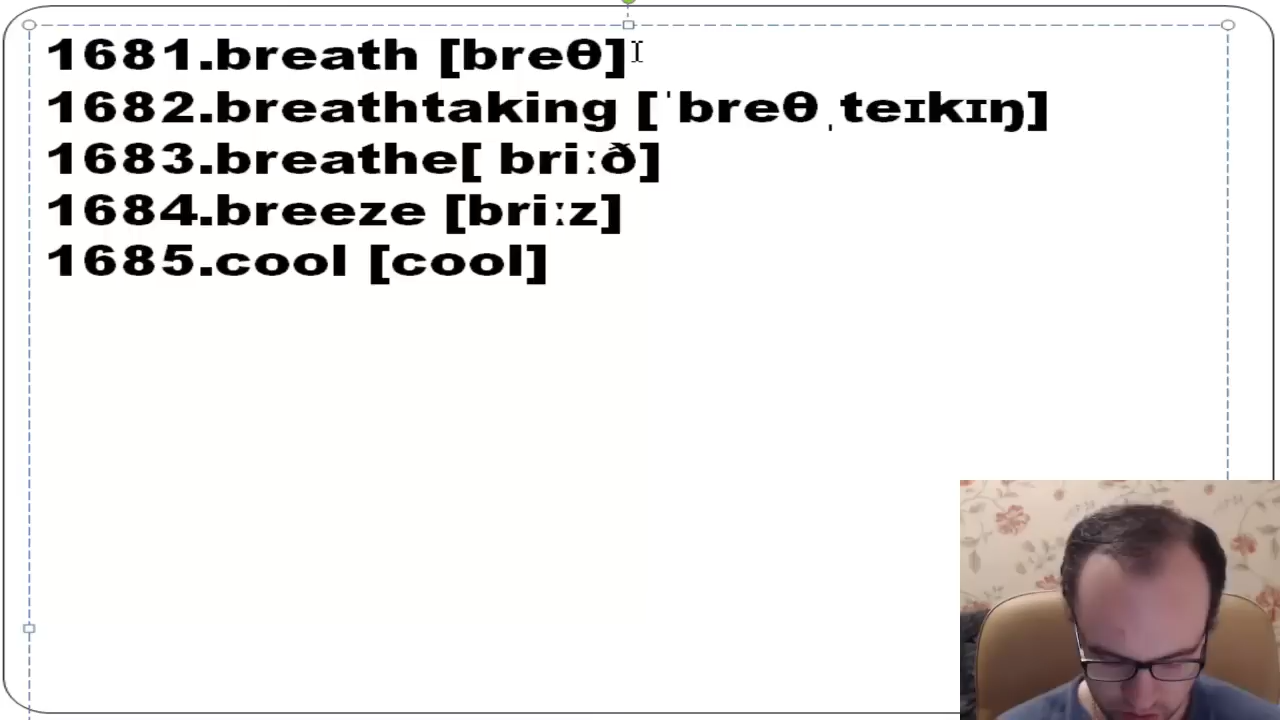 1681.breath [breθ]
1682.breathtaking [ˈbreθˌteɪkɪŋ]
1683.breathe[ briːð]
1684.breeze [briːz]
1685.cool [cool]